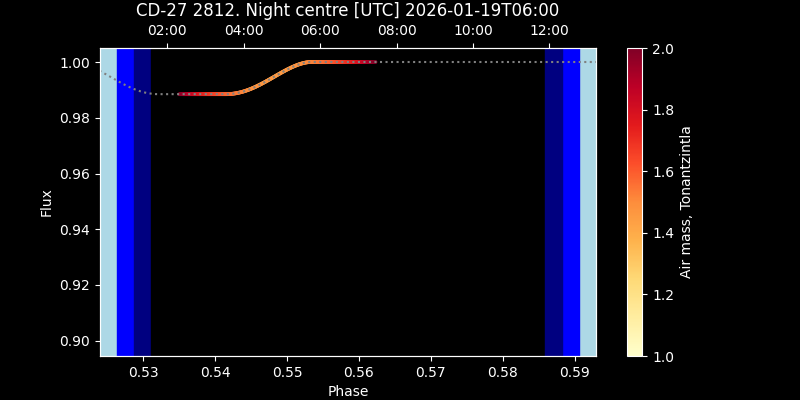 CD-27 2812. Night centre [UTC] 2026-01-19T06:00
02:00 04:00 06:00 08:00 10:00 12:00
1.00
0.98
0.96
0.94
0.92
0.90
Flux
0.53 0.54 0.55 0.56 0.57 0.58 0.59
Phase
2.0
1.8
1.6
1.4
1.2
1.0
Air mass, Tonantzintla